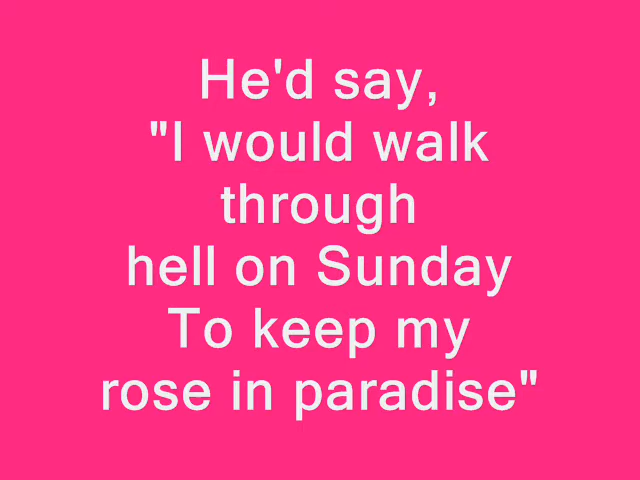 He'd say,
"I would walk
through
hell on Sunday
To keep my
rose in paradise"